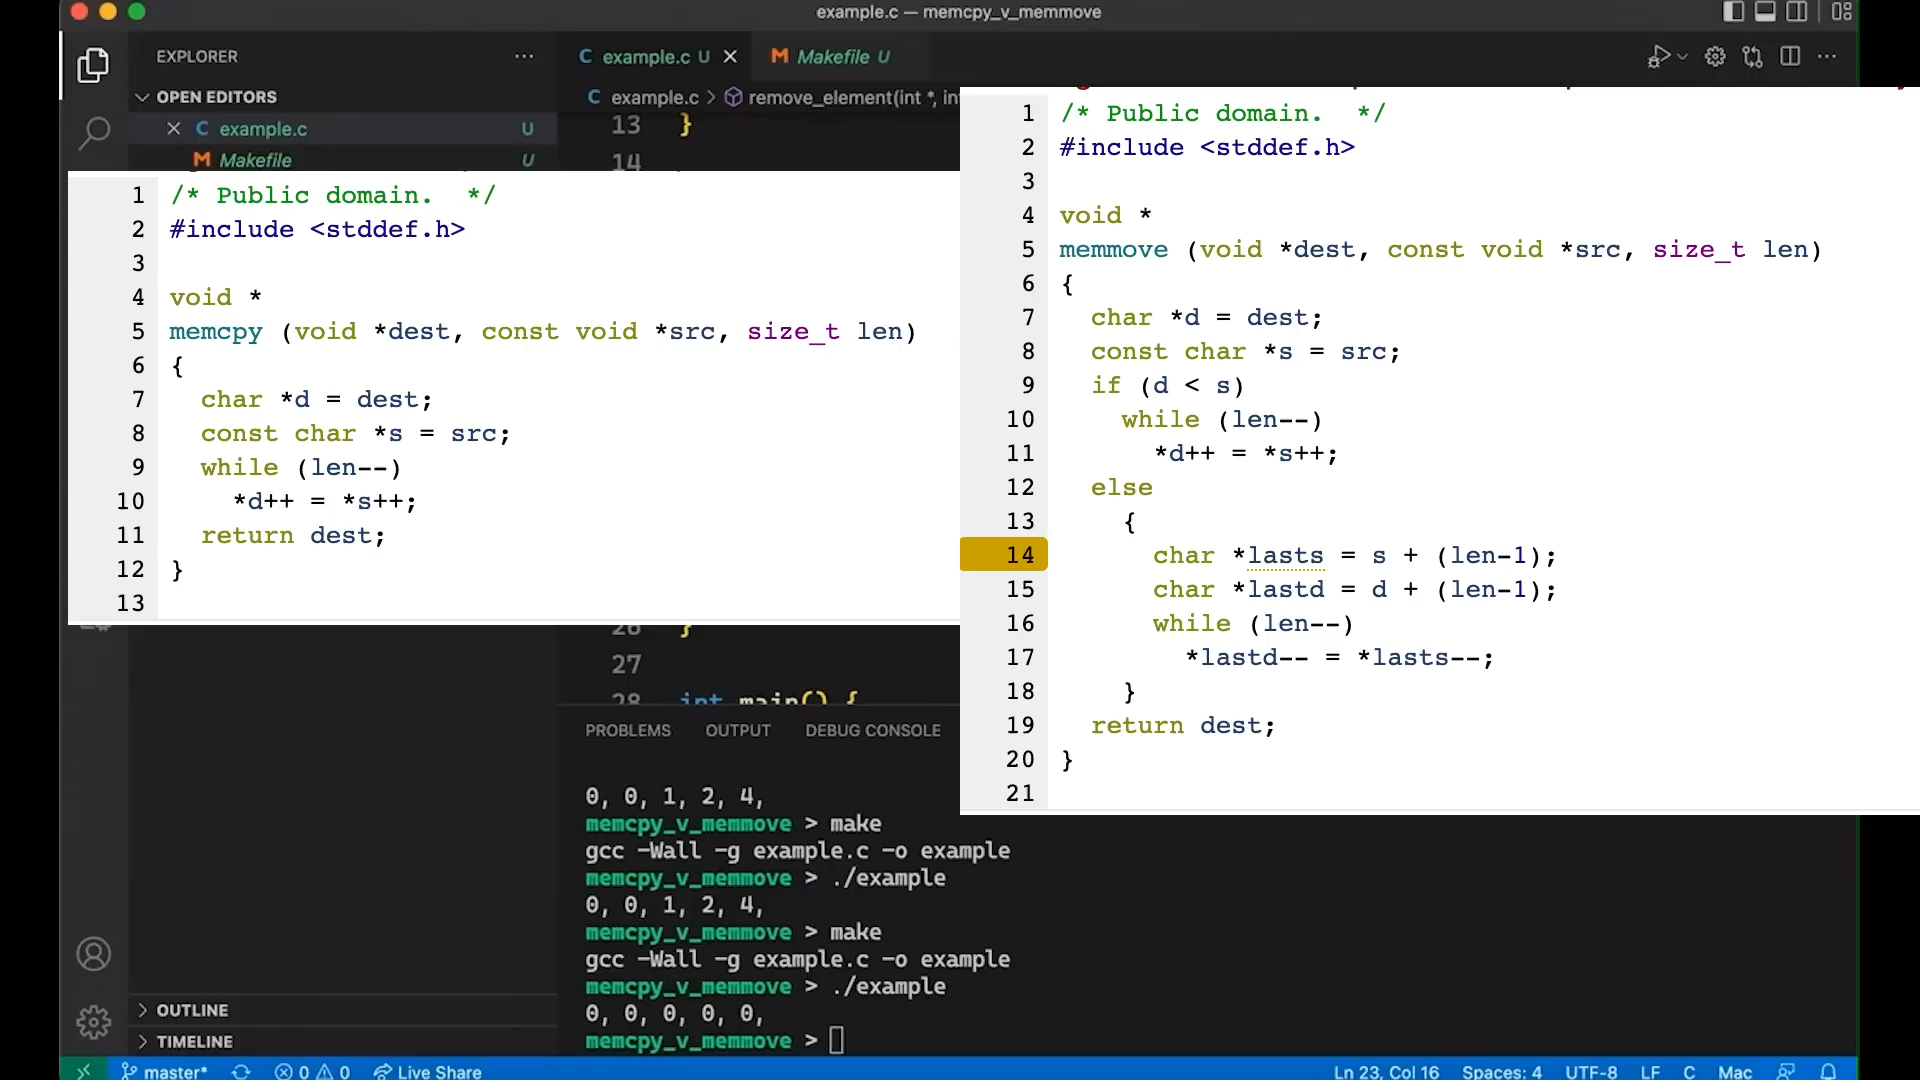 example.c — memcpy_v_memmove
EXPLORER
example.c U
Makefile U
OPEN EDITORS
example.c > remove_element(int *, in
example.c U
Makefile U
13 }
14
1 /* Public domain.  */
2 #include <stddef.h>
3
4 void *
5 memcpy (void *dest, const void *src, size_t len)
6 {
7 char *d = dest;
8 const char *s = src;
9 while (len--)
10 *d++ = *s++;
11 return dest;
12 }
13
1 /* Public domain.  */
2 #include <stddef.h>
3
4 void *
5 memmove (void *dest, const void *src, size_t len)
6 {
7 char *d = dest;
8 const char *s = src;
9 if (d < s)
10 while (len--)
11 *d++ = *s++;
12 else
13 {
14 char *lasts = s + (len-1);
15 char *lastd = d + (len-1);
16 while (len--)
17 *lastd-- = *lasts--;
18 }
19 return dest;
20 }
21
26 }
27
28 int main() {
PROBLEMS OUTPUT DEBUG CONSOLE
0, 0, 1, 2, 4,
memcpy_v_memmove > make
gcc -Wall -g example.c -o example
memcpy_v_memmove > ./example
0, 0, 1, 2, 4,
memcpy_v_memmove > make
gcc -Wall -g example.c -o example
memcpy_v_memmove > ./example
0, 0, 0, 0, 0,
memcpy_v_memmove >
OUTLINE
TIMELINE
master* 0 0 Live Share
Ln 23, Col 16 Spaces: 4 UTF-8 LF C Mac